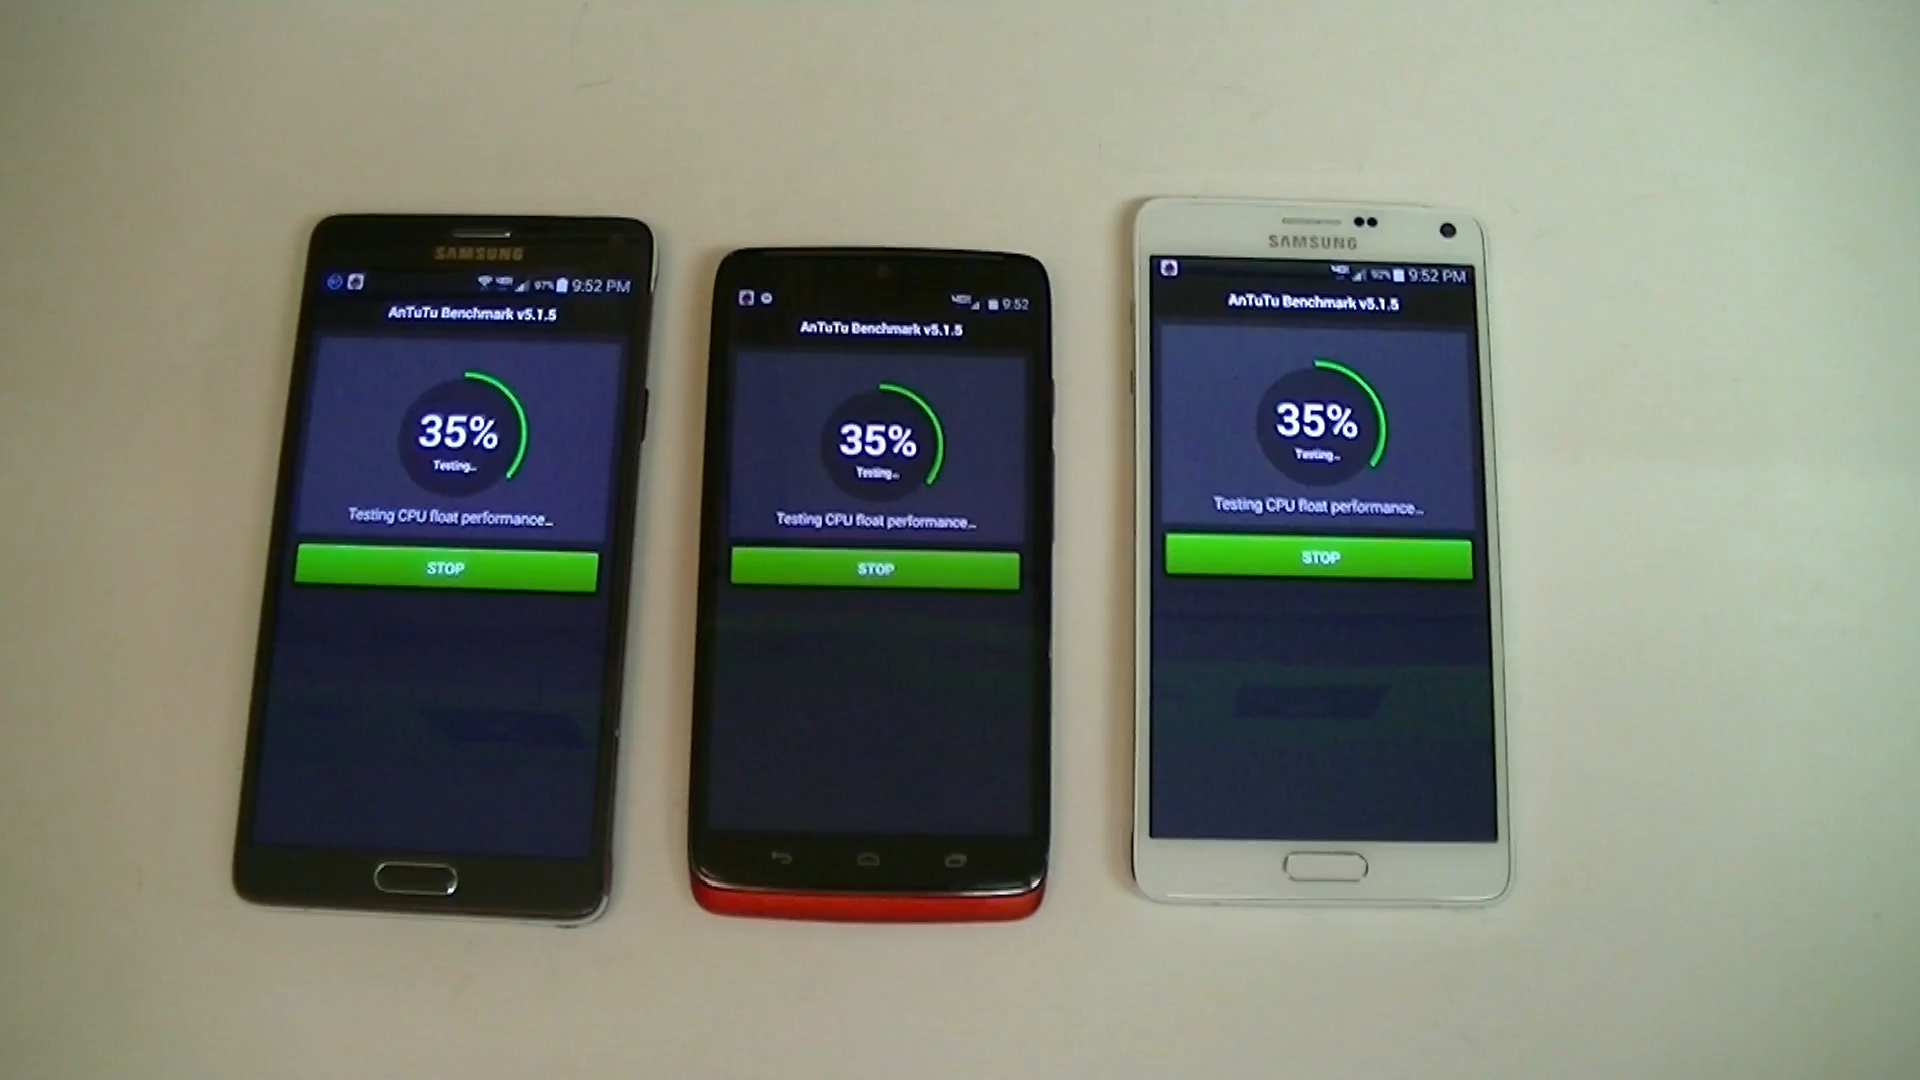 SAMSUNG
97% 9:52 PM
AnTuTu Benchmark v5.1.5
35%
Testing...
Testing CPU float performance...
STOP
9:52
AnTuTu Benchmark v5.1.5
35%
Testing...
Testing CPU float performance...
STOP
SAMSUNG
92% 9:52 PM
AnTuTu Benchmark v5.1.5
35%
Testing...
Testing CPU float performance...
STOP